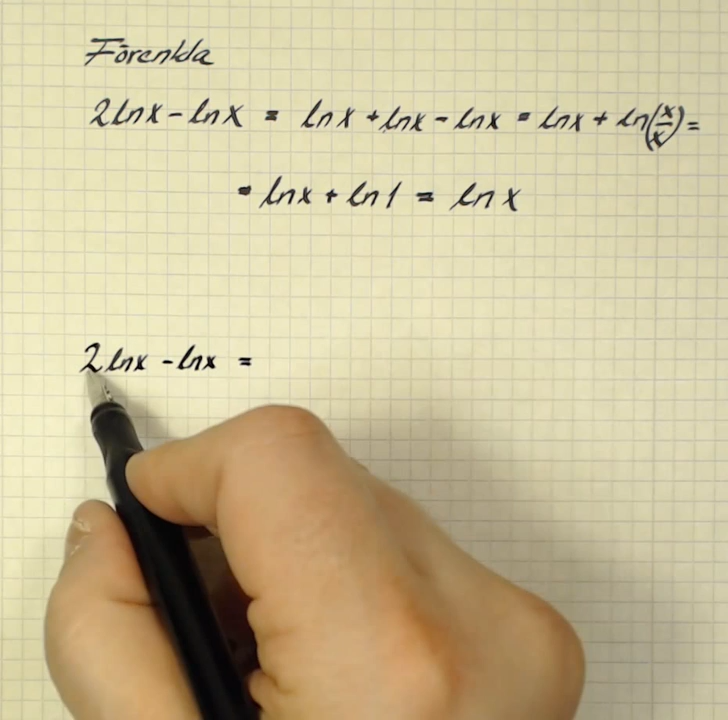 Förenkla
2lnx - lnx = lnx + lnx - lnx = lnx + ln(x/x) =
= lnx + ln1 = lnx
2lnx - lnx =